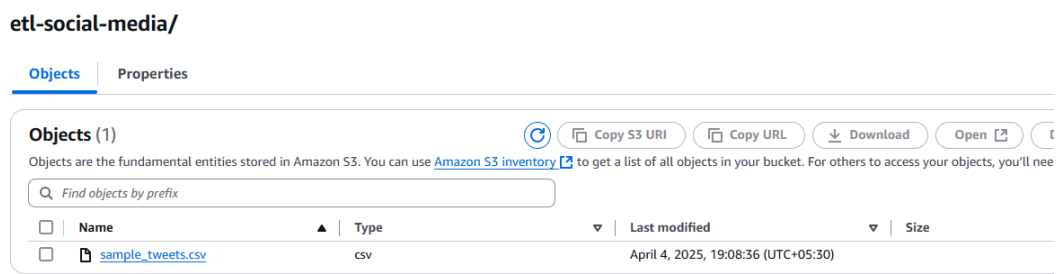 etl-social-media/
Objects Properties
Objects (1) Copy S3 URI Copy URL Download Open
Objects are the fundamental entities stored in Amazon S3. You can use Amazon S3 inventory to get a list of all objects in your bucket. For others to access your objects, you'll
Find objects by prefix
Name Type Last modified Size
sample_tweets.csv csv April 4, 2025, 19:08:36 (UTC+05:30)